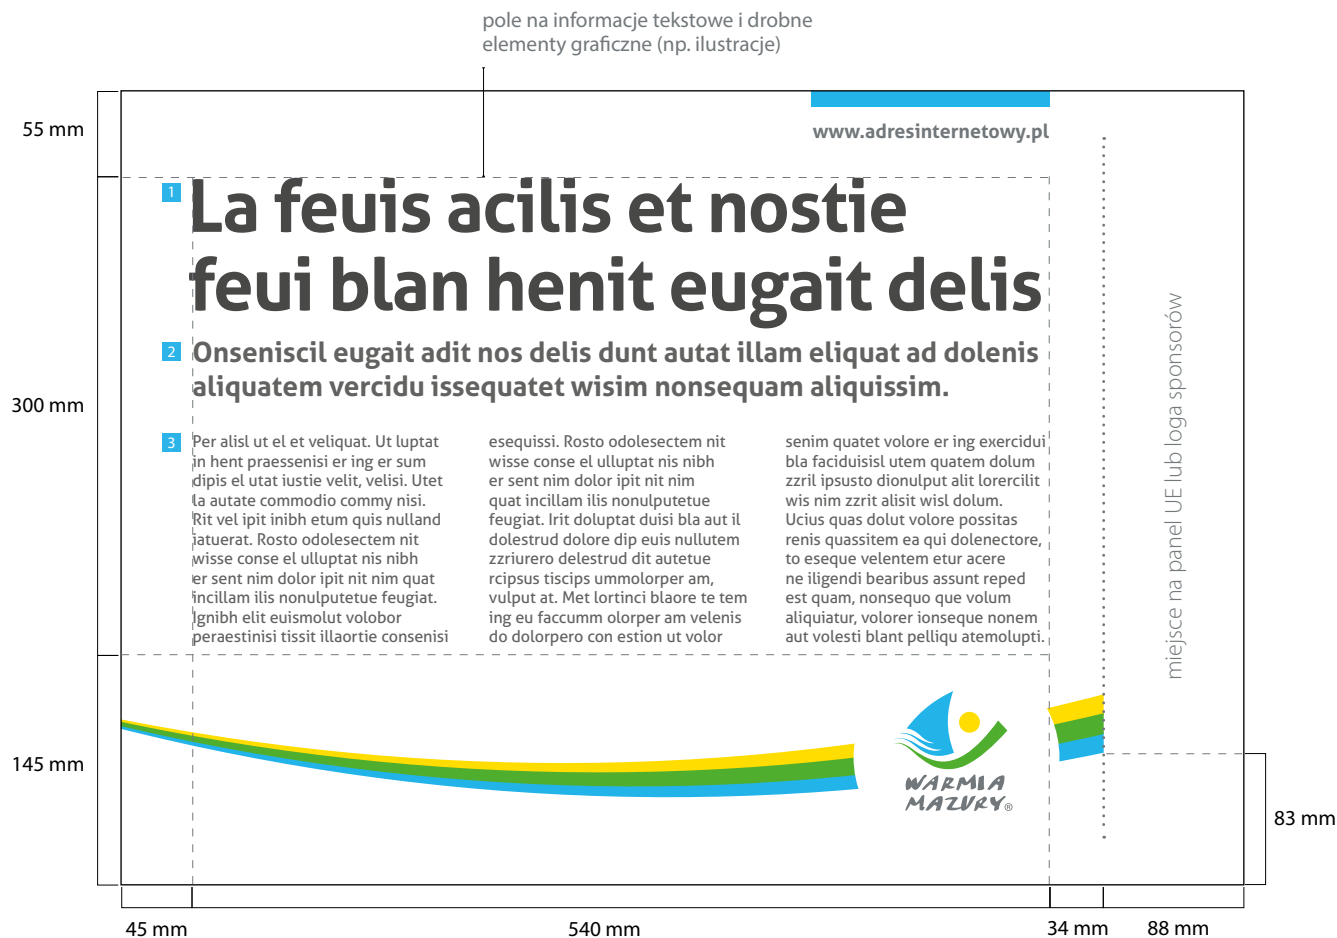 pole na informacje tekstowe i drobne
elementy graficzne (np. ilustracje)
55 mm
www.adresinternetowy.pl
1
La feuis acilis et nostie
feui blan henit eugait delis
2
Onseniscil eugait adit nos delis dunt autat illam eliquat ad dolenis
aliquatem vercidu issequatet wisim nonsequam aliquissim.
300 mm
3
Per alisl ut el et veliquat. Ut luptat
in hent praessenisi er ing er sum
dipis el utat iustie velit, velisi. Utet
la autate commodio commy nisi.
Rit vel ipit inibh etum quis nulland
iatuerat. Rosto odolesectem nit
wisse conse el ulluptat nis nibh
er sent nim dolor ipit nit nim quat
incillam ilis nonulputetue feugiat.
Ignibh elit euismolut volobor
peraestinisi tissit illaortie consenisi
esequissi. Rosto odolesectem nit
wisse conse el ulluptat nis nibh
er sent nim dolor ipit nit nim
quat incillam ilis nonulputetue
feugiat. Irit doluptat duisi bla aut il
dolestrud dolore dip euis nullutem
zzriurero delestrud dit autetue
rcipsus tiscips ummolorper am,
vulput at. Met lortinci blaore te tem
ing eu faccumm olorper am velenis
do dolorpero con estion ut volor
senim quatet volore er ing exercidui
bla faciduisisl utem quatem dolum
zzril ipsusto dionulput alit lorercilit
wis nim zzrit alisit wisl dolum.
Ucius quas dolut volore possitas
renis quassitem ea qui dolenectore,
to eseque velentem etur acere
ne iligendi bearibus assunt reped
est quam, nonsequo que volum
aliquiatur, volorer ionseque nonem
aut volesti blant pelliqu atemolupti.
miejsce na panel UE lub loga sponsorów
145 mm
WARMIA
MAZURY®
83 mm
45 mm
540 mm
34 mm
88 mm